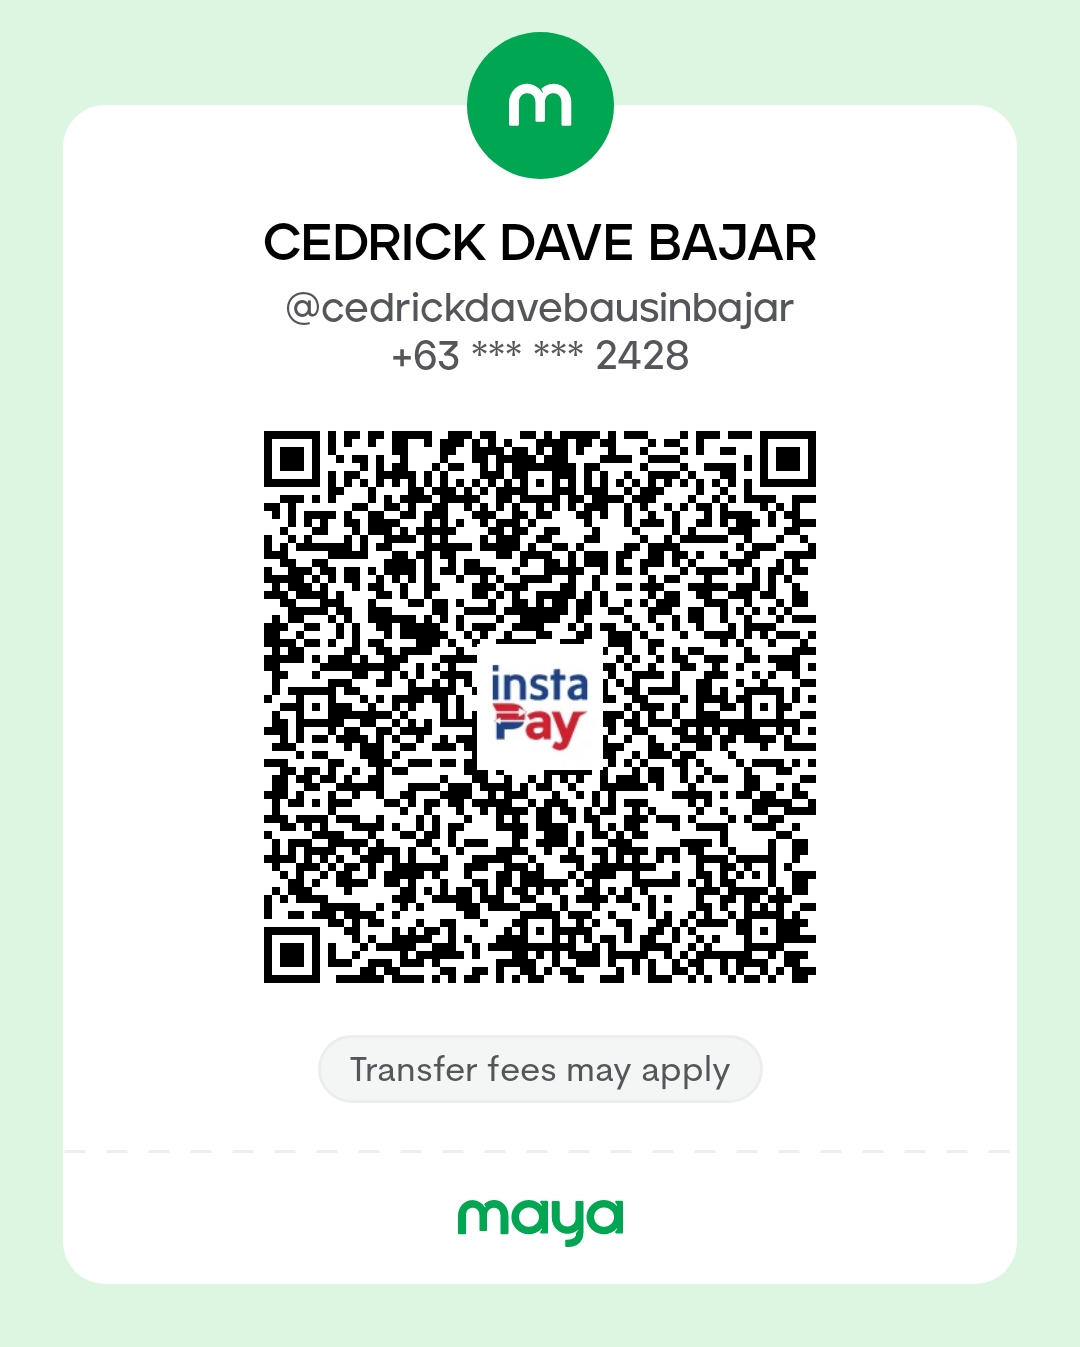 m
CEDRICK DAVE BAJAR
@cedrickdavebausinbajar
+63 *** *** 2428
insta
Pay
Transfer fees may apply
maya